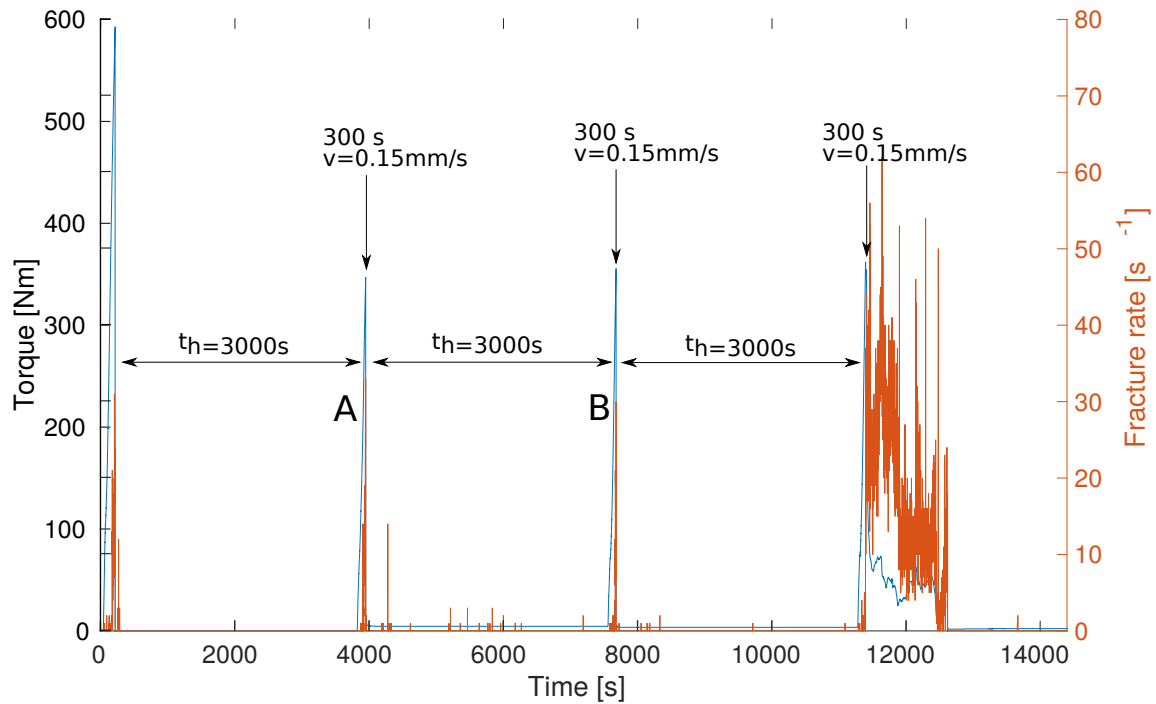 600
500
400
300
200
100
0
Torque [Nm]
80
70
60
50
40
30
20
10
0
Fracture rate [s⁻¹]
300 s
v=0.15mm/s
300 s
v=0.15mm/s
300 s
v=0.15mm/s
th=3000s
th=3000s
th=3000s
A
B
0 2000 4000 6000 8000 10000 12000 14000
Time [s]